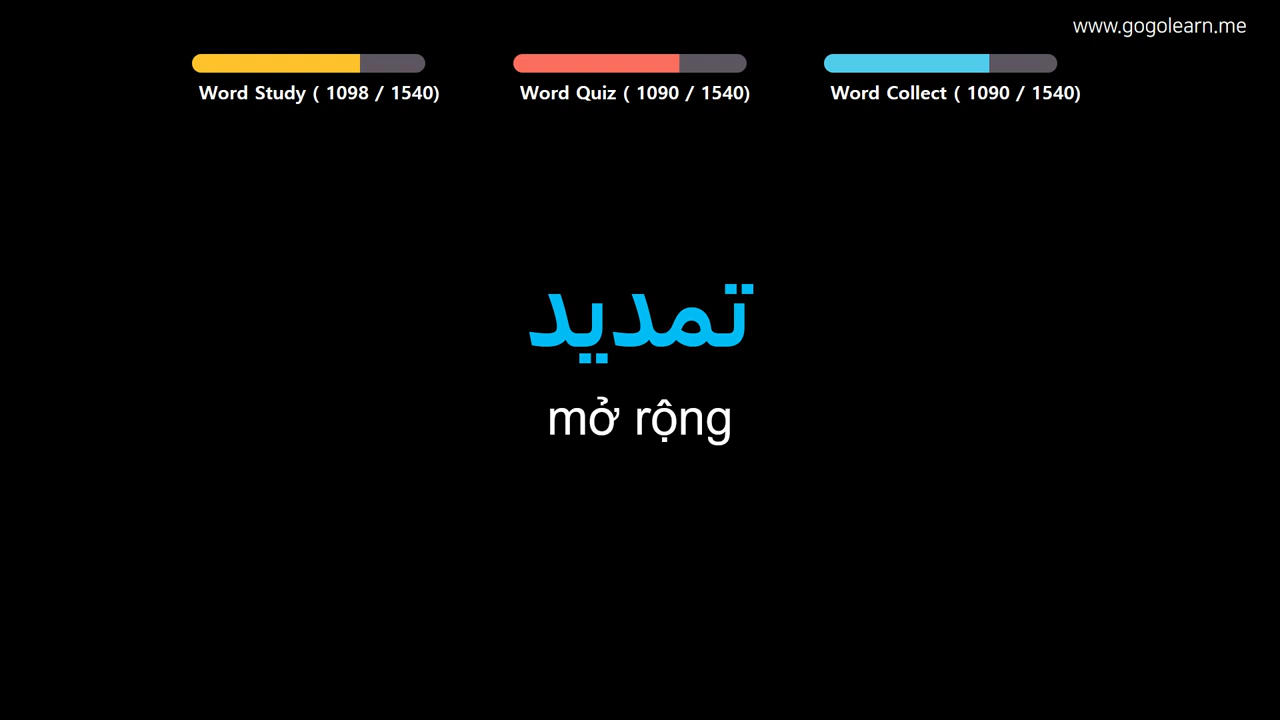 www.gogolearn.me
Word Study ( 1098 / 1540)
Word Quiz ( 1090 / 1540)
Word Collect ( 1090 / 1540)
تمديد
mở rộng